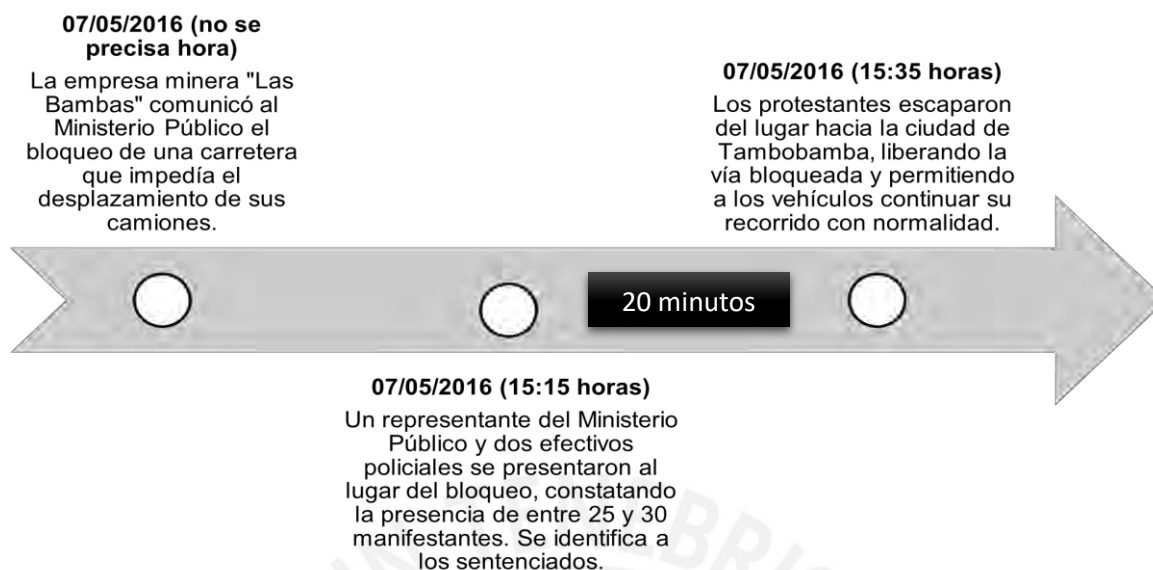 07/05/2016 (no se
precisa hora)
La empresa minera "Las
Bambas" comunicó al
Ministerio Público el
bloqueo de una carretera
que impedía el
desplazamiento de sus
camiones.
07/05/2016 (15:35 horas)
Los protestantes escaparon
del lugar hacia la ciudad de
Tambobamba, liberando la
vía bloqueada y permitiendo
a los vehículos continuar su
recorrido con normalidad.
20 minutos
07/05/2016 (15:15 horas)
Un representante del Ministerio
Público y dos efectivos
policiales se presentaron al
lugar del bloqueo, constatando
la presencia de entre 25 y 30
manifestantes. Se identifica a
los sentenciados.